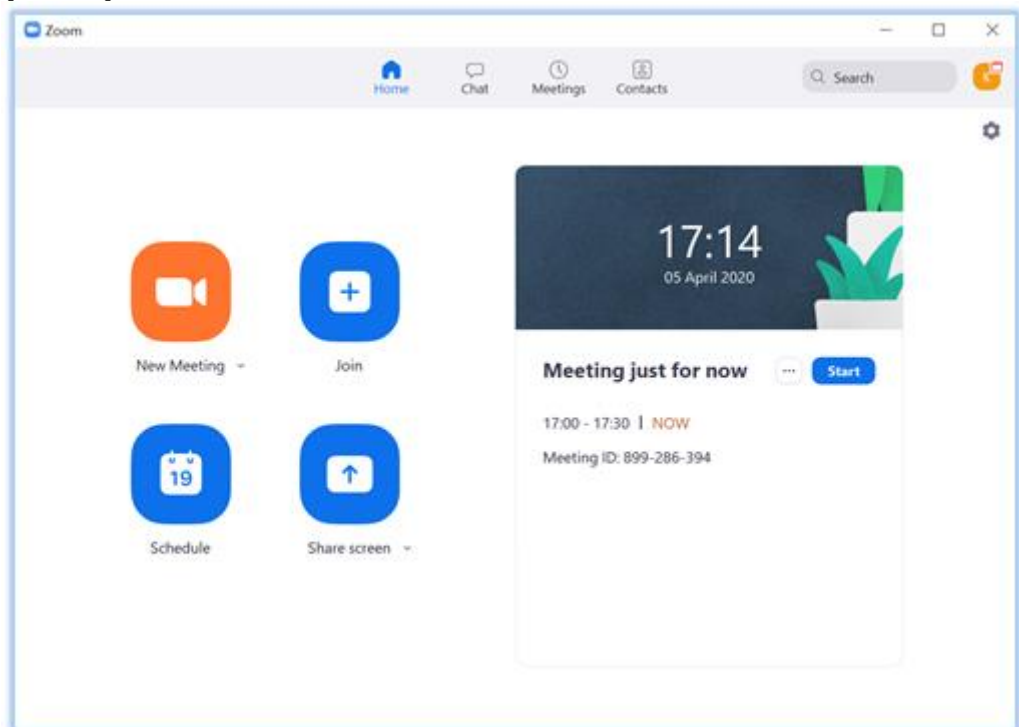 Zoom
Home Chat Meetings Contacts Search
17:14
05 April 2020
New Meeting Join
Meeting just for now ... Start
17:00 - 17:30 | NOW
Meeting ID: 899-286-394
19
Schedule Share screen